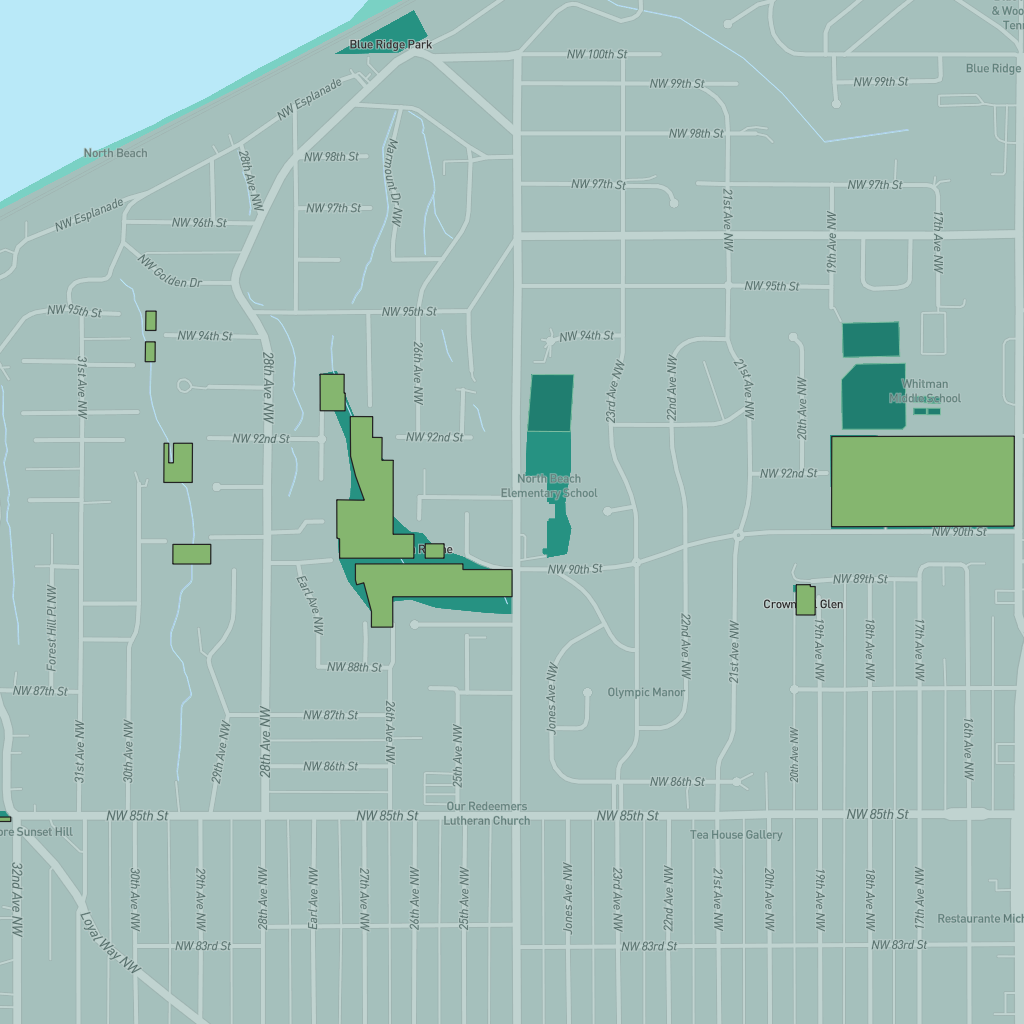 & Woo
Tenn
Blue Ridge Park
NW 100th St
Blue Ridge
NW 99th St
NW 99th St
NW Esplanade
NW 98th St
North Beach
NW 98th St
28th Ave NW
Marmount Dr NW
NW 97th St
NW 97th St
NW 97th St
21st Ave NW
NW Esplanade
NW 96th St
19th Ave NW
17th Ave NW
NW Golden Dr
NW 95th St
NW 95th St
NW 95th St
NW 94th St
NW 94th St
31st Ave NW
28th Ave NW
26th Ave NW
23rd Ave NW
22nd Ave NW
21st Ave NW
20th Ave NW
Whitman
Middle School
NW 92nd St
NW 92nd St
NW 92nd St
North Beach
Elementary School
NW 90th St
NW 90th St
NW 89th St
Forest Hill Pl NW
Earl Ave NW
Crown Glen
22nd Ave NW
21st Ave NW
19th Ave NW
18th Ave NW
17th Ave NW
NW 88th St
NW 87th St
Jones Ave NW
Olympic Manor
NW 87th St
31st Ave NW
30th Ave NW
29th Ave NW
28th Ave NW
26th Ave NW
25th Ave NW
20th Ave NW
16th Ave NW
NW 86th St
NW 86th St
NW 85th St
NW 85th St
Our Redeemers
Lutheran Church
NW 85th St
NW 85th St
ore Sunset Hill
Tea House Gallery
32nd Ave NW
30th Ave NW
29th Ave NW
28th Ave NW
Earl Ave NW
27th Ave NW
26th Ave NW
25th Ave NW
Jones Ave NW
23rd Ave NW
22nd Ave NW
21st Ave NW
20th Ave NW
19th Ave NW
18th Ave NW
17th Ave NW
Restaurante Mich
Loyal Way NW
NW 83rd St
NW 83rd St
NW 83rd St